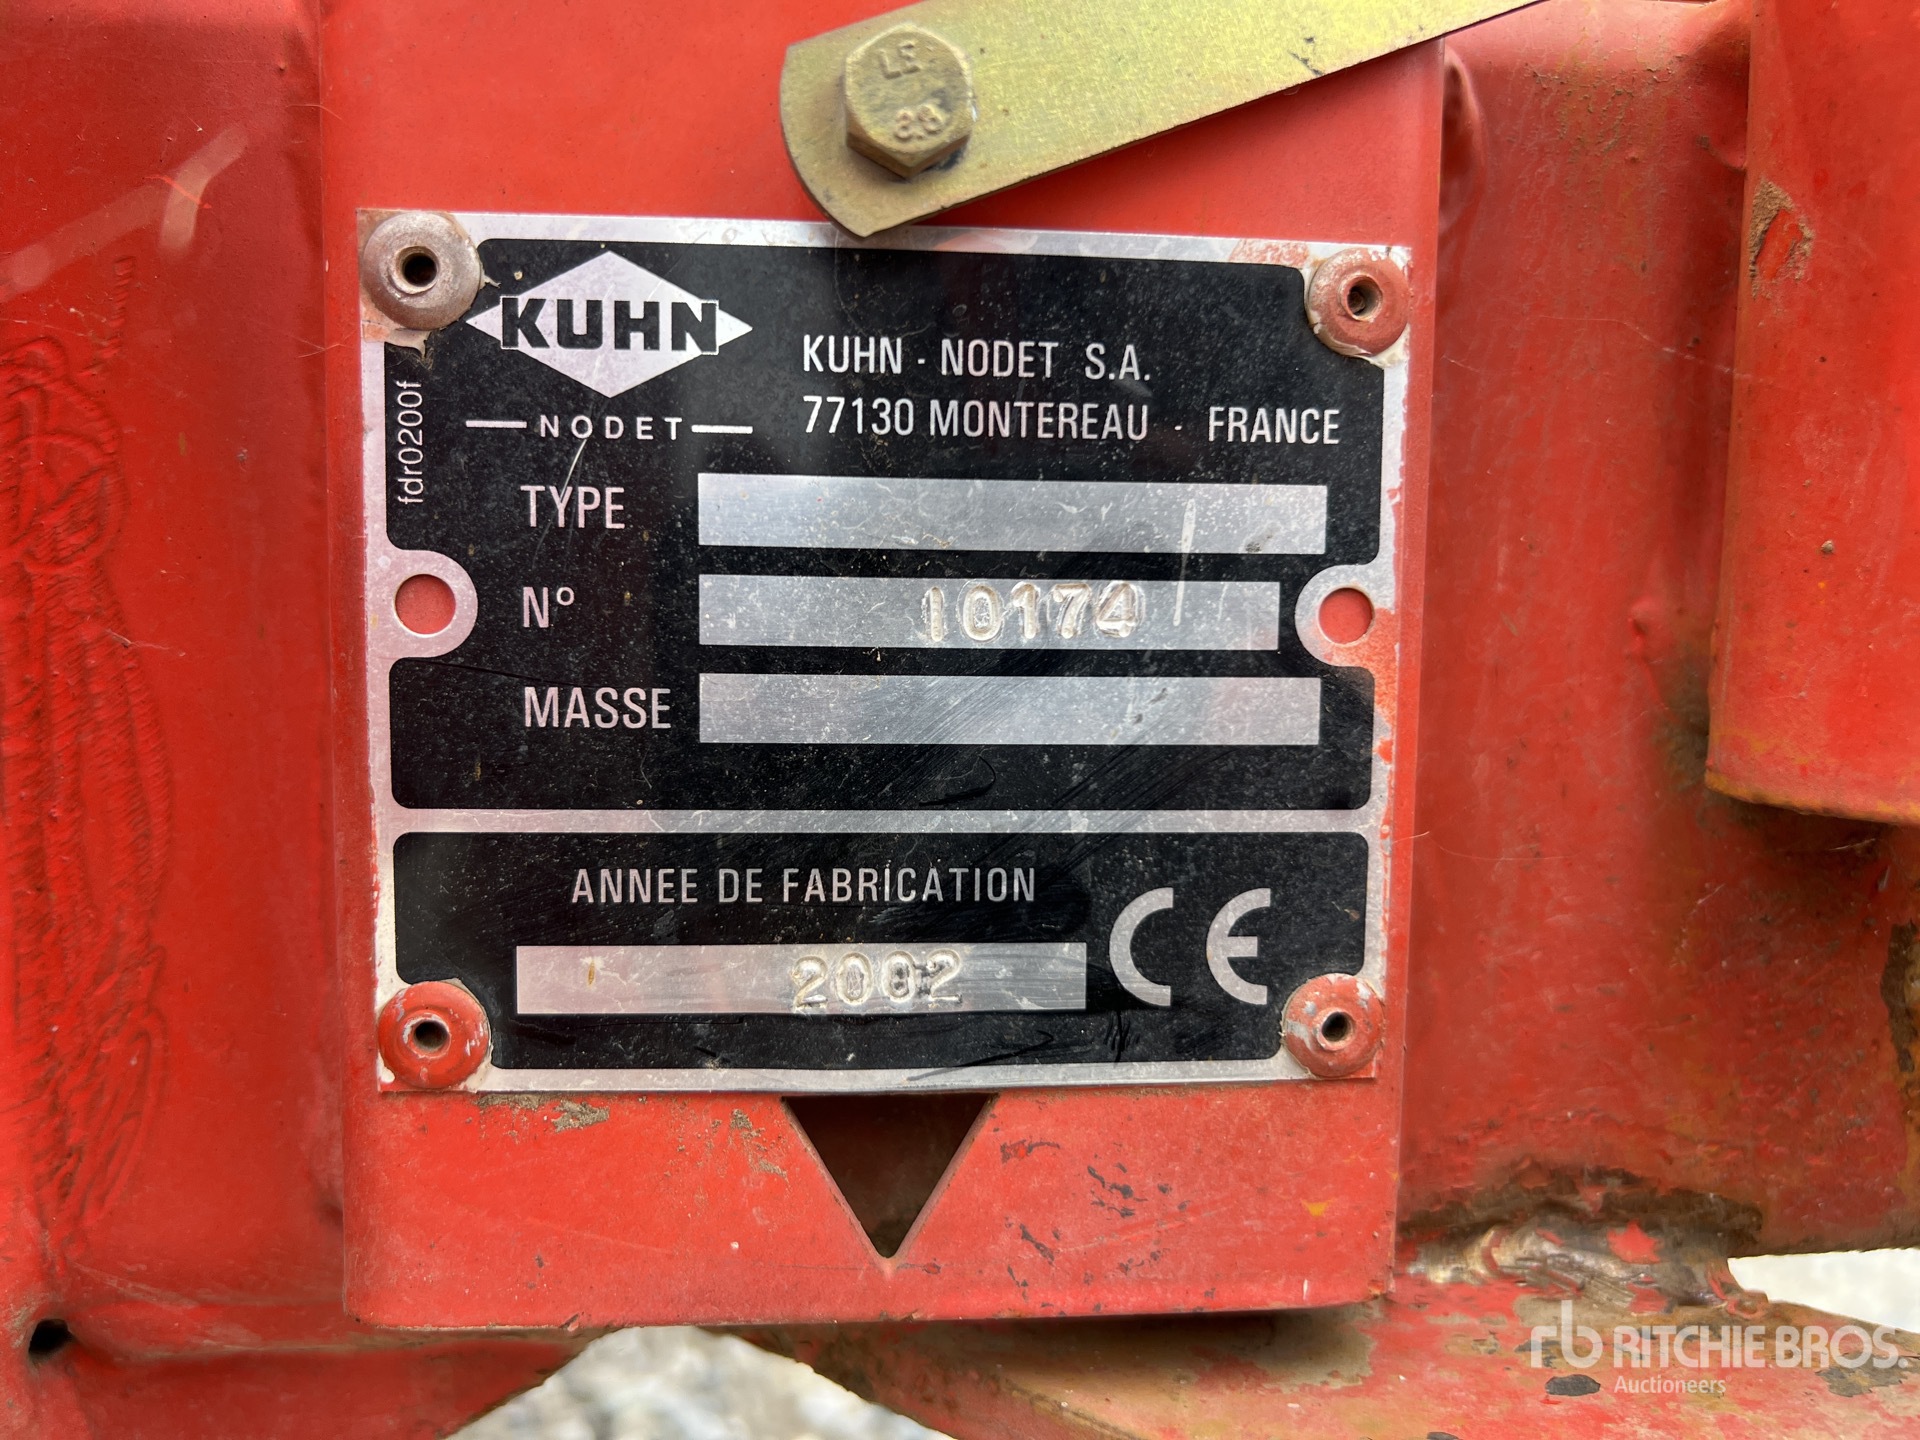 LE
8.8
KUHN
NODET
KUHN - NODET S.A.
77130 MONTEREAU - FRANCE
fdr0200f
TYPE
N° 10174
MASSE
ANNEE DE FABRICATION
2002 CE
rb RITCHIE BROS.
Auctioneers